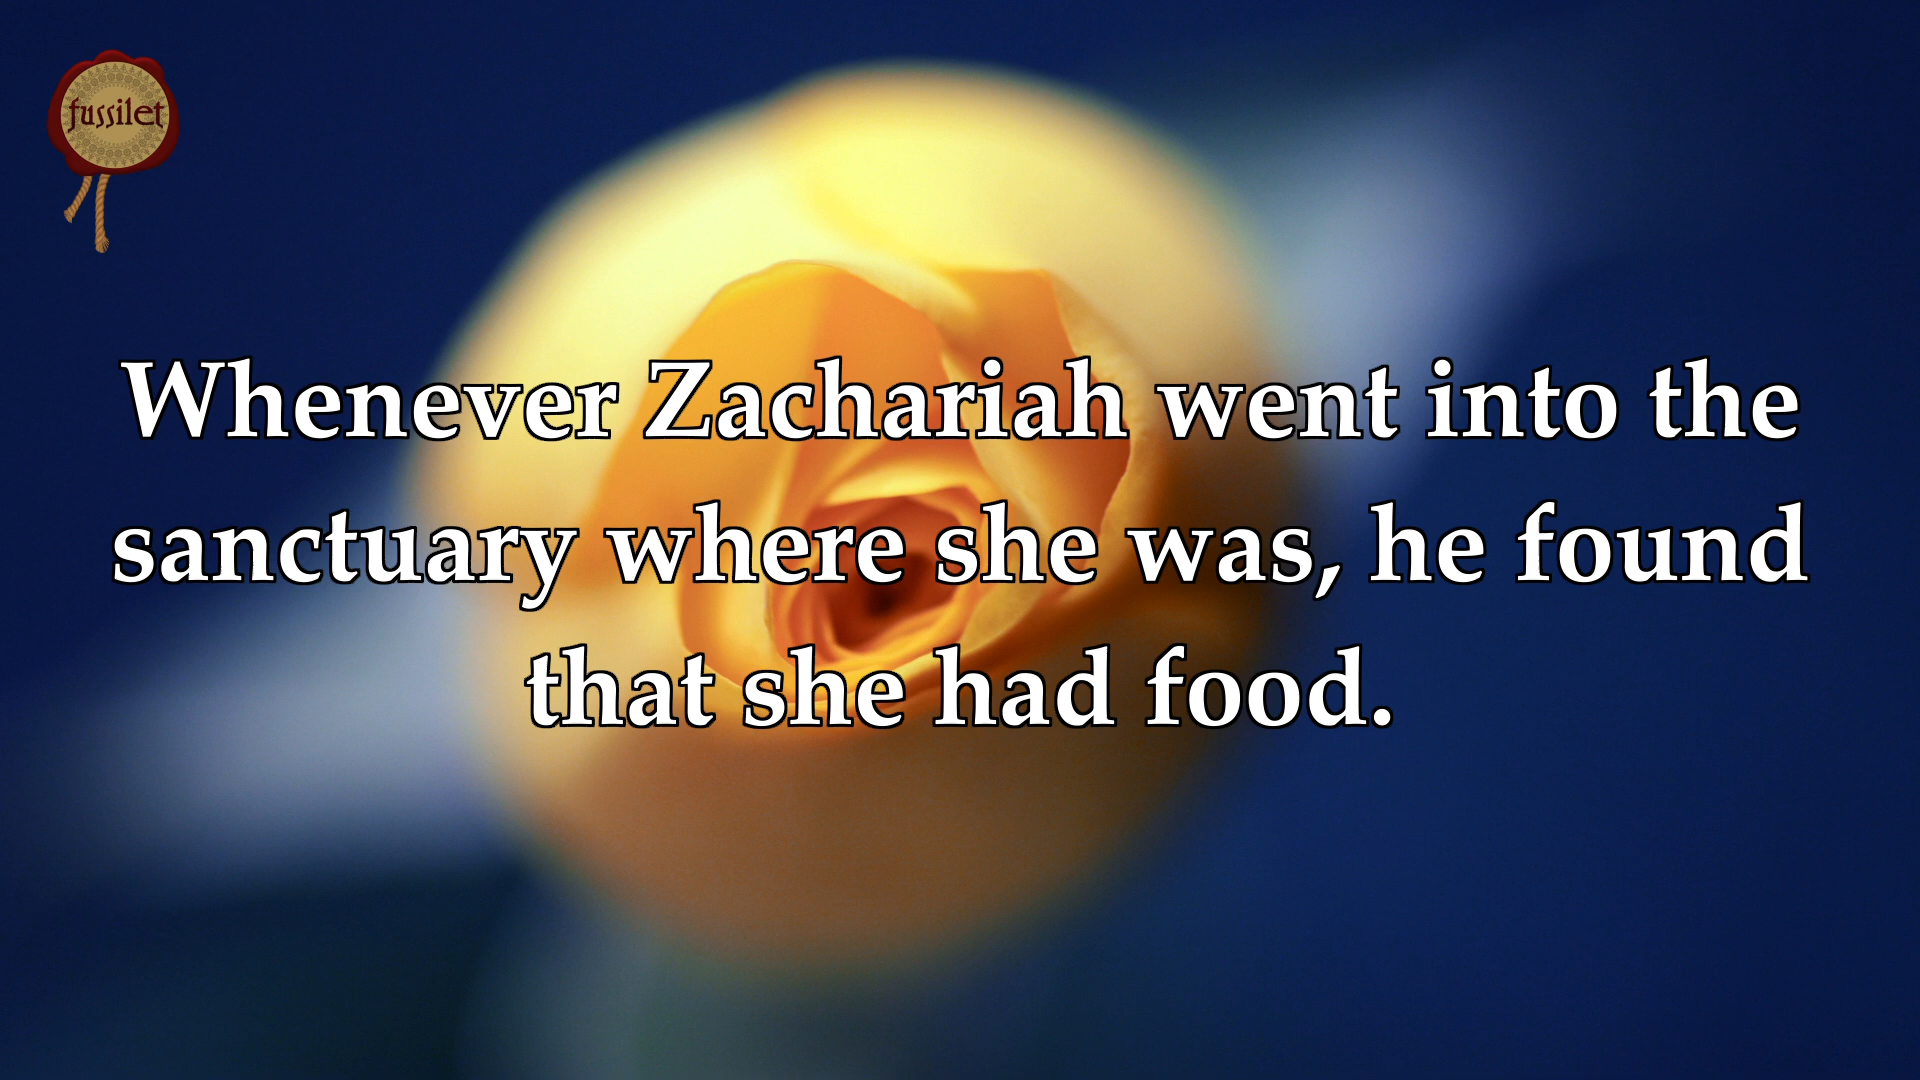 fussilet
Whenever Zachariah went into the
sanctuary where she was, he found
that she had food.